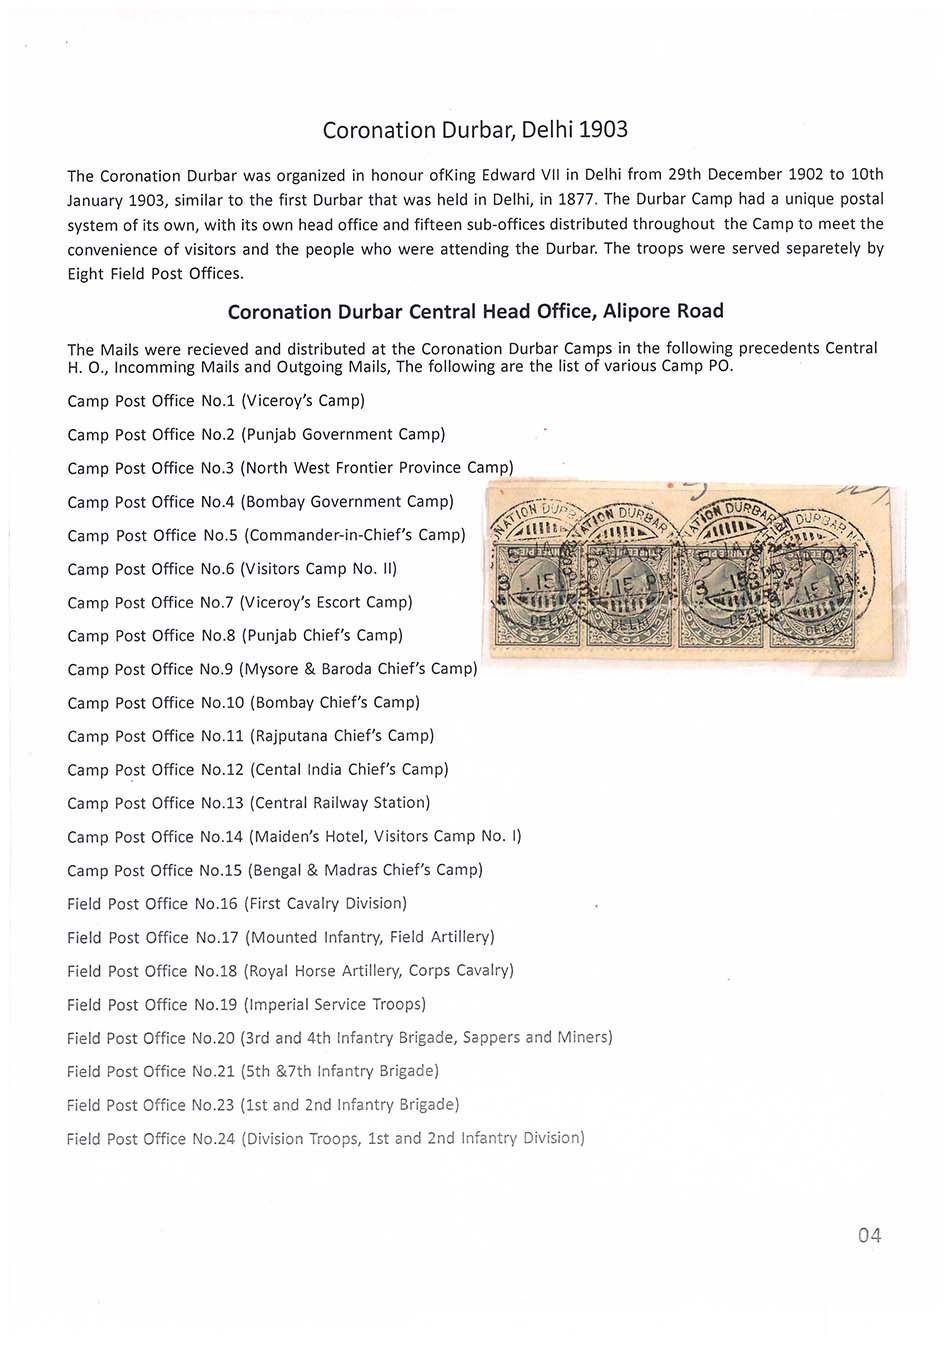 Coronation Durbar, Delhi 1903
The Coronation Durbar was organized in honour ofKing Edward VII in Delhi from 29th December 1902 to 10th
January 1903, similar to the first Durbar that was held in Delhi, in 1877. The Durbar Camp had a unique postal
system of its own, with its own head office and fifteen sub-offices distributed throughout the Camp to meet the
convenience of visitors and the people who were attending the Durbar. The troops were served separetely by
Eight Field Post Offices.
Coronation Durbar Central Head Office, Alipore Road
The Mails were recieved and distributed at the Coronation Durbar Camps in the following precedents Central
H. O., Incomming Mails and Outgoing Mails, The following are the list of various Camp PO.
Camp Post Office No.1 (Viceroy's Camp)
Camp Post Office No.2 (Punjab Government Camp)
Camp Post Office No.3 (North West Frontier Province Camp)
Camp Post Office No.4 (Bombay Government Camp)
Camp Post Office No.5 (Commander-in-Chief's Camp)
Camp Post Office No.6 (Visitors Camp No. II)
Camp Post Office No.7 (Viceroy's Escort Camp)
Camp Post Office No.8 (Punjab Chief's Camp)
Camp Post Office No.9 (Mysore & Baroda Chief's Camp)
Camp Post Office No.10 (Bombay Chief's Camp)
Camp Post Office No.11 (Rajputana Chief's Camp)
Camp Post Office No.12 (Cental India Chief's Camp)
Camp Post Office No.13 (Central Railway Station)
Camp Post Office No.14 (Maiden's Hotel, Visitors Camp No. I)
Camp Post Office No.15 (Bengal & Madras Chief's Camp)
Field Post Office No.16 (First Cavalry Division)
Field Post Office No.17 (Mounted Infantry, Field Artillery)
Field Post Office No.18 (Royal Horse Artillery, Corps Cavalry)
Field Post Office No.19 (Imperial Service Troops)
Field Post Office No.20 (3rd and 4th Infantry Brigade, Sappers and Miners)
Field Post Office No.21 (5th &7th Infantry Brigade)
Field Post Office No.23 (1st and 2nd Infantry Brigade)
Field Post Office No.24 (Division Troops, 1st and 2nd Infantry Division)
DURBAR
DURBAR
DURBAR No. 4
DELHI
DELHI
04